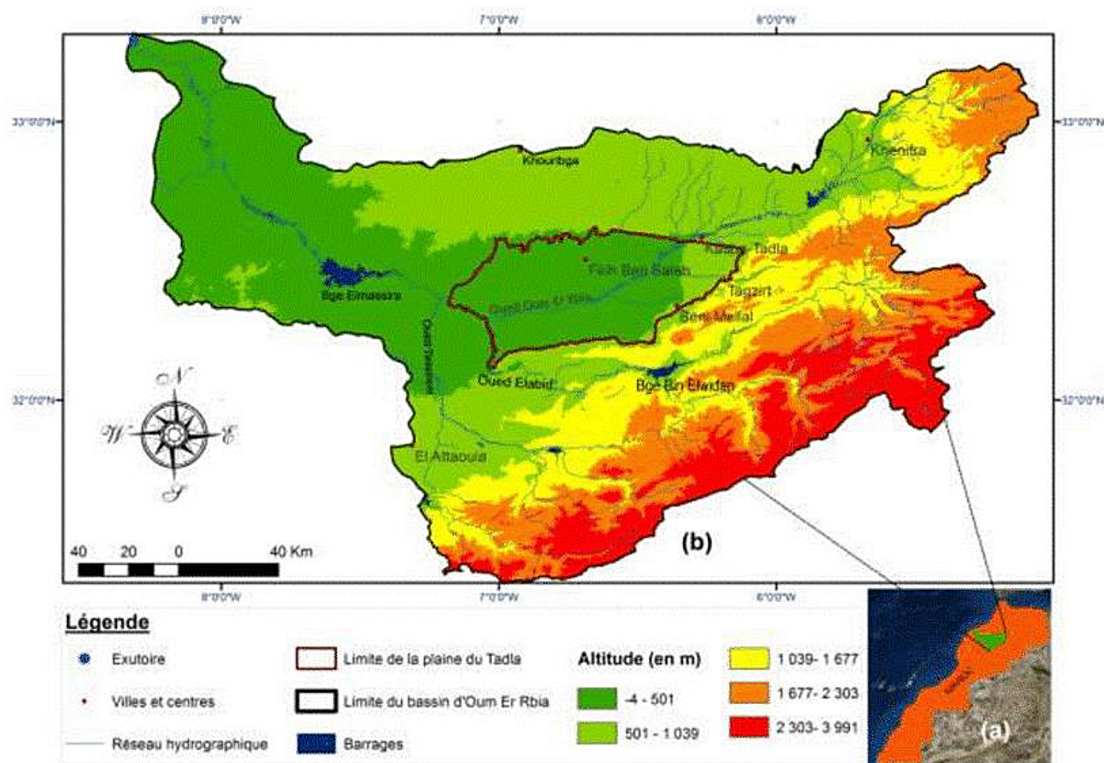 8°0'0"W 7°0'0"W 6°0'0"W
33°0'0"N 33°0'0"N
Khenifra
Khouribga
Kasba Tadla
Fkih Ben Salah
Tagzirt
Bge Elmassira
Oued Oum Er Rbia
Beni Mellal
Oued Tessaout
Oued Elabid
Bge Bin Elwidan
32°0'0"N 32°0'0"N
N
W E
S
El Attaouia
(b)
40 20 0 40 Km
8°0'0"W 7°0'0"W 6°0'0"W
Légende
Exutoire
Villes et centres
Réseau hydrographique
Limite de la plaine du Tadla
Limite du bassin d'Oum Er Rbia
Barrages
Altitude (en m)
-4 - 501
501 - 1 039
1 039- 1 677
1 677- 2 303
2 303- 3 991
(a)